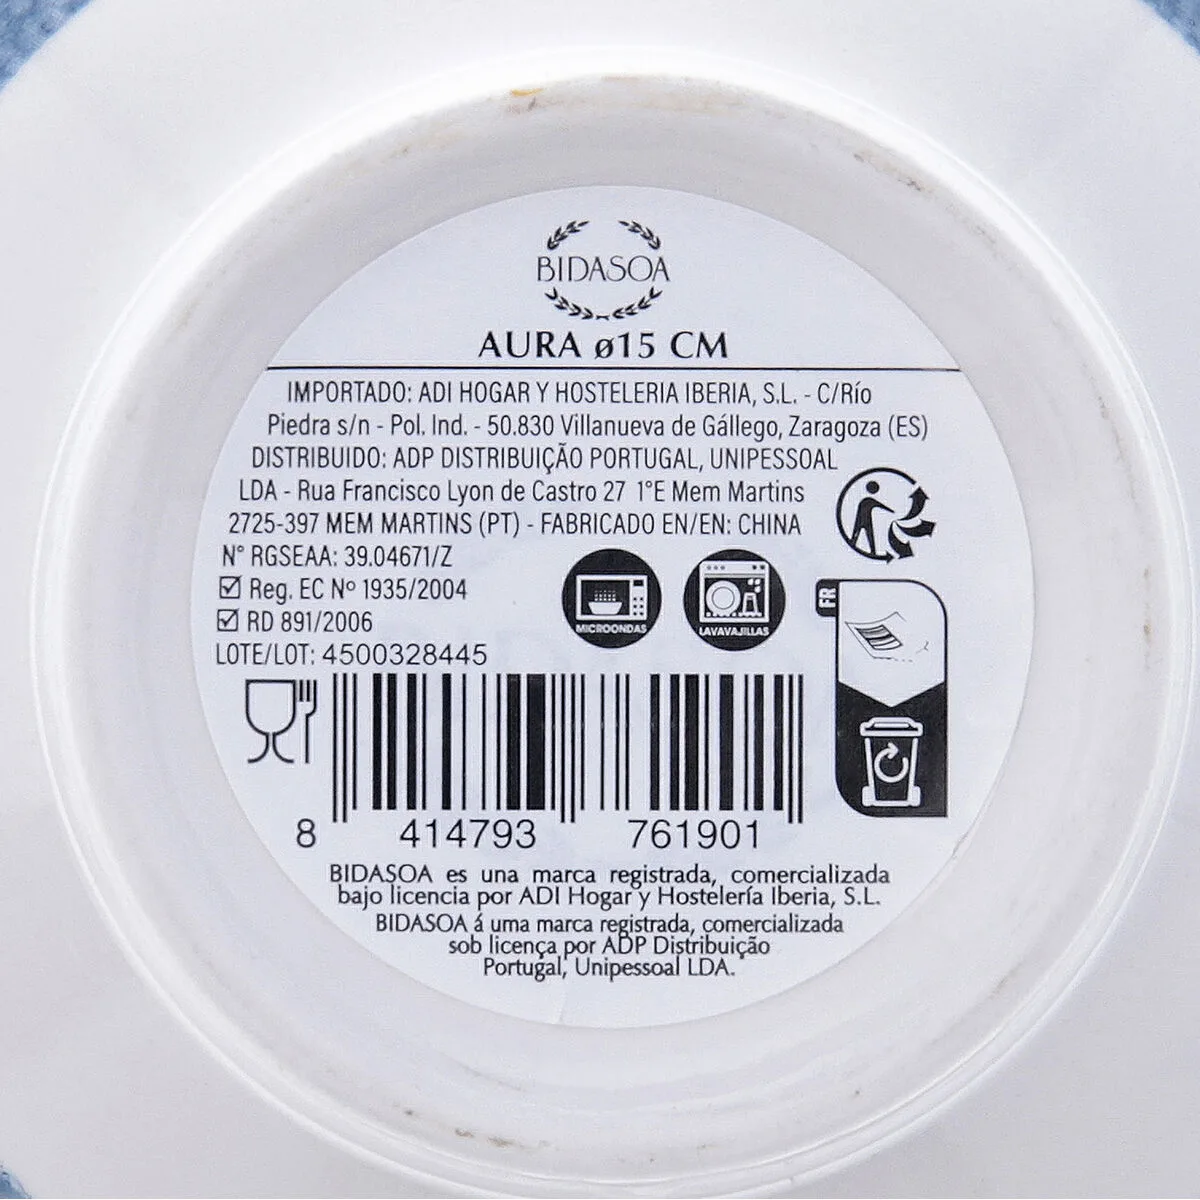 BIDASOA
AURA ø15 CM
IMPORTADO: ADI HOGAR Y HOSTELERIA IBERIA, S.L. - C/Río
Piedra s/n - Pol. Ind. - 50.830 Villanueva de Gállego, Zaragoza (ES)
DISTRIBUIDO: ADP DISTRIBUIÇÃO PORTUGAL, UNIPESSOAL
LDA - Rua Francisco Lyon de Castro 27 1°E Mem Martins
2725-397 MEM MARTINS (PT) - FABRICADO EN/EN: CHINA
N° RGSEAA: 39.04671/Z
Reg. EC Nº 1935/2004
RD 891/2006
LOTE/LOT: 4500328445
MICROONDAS
LAVAVAJILLAS
FR
8 414793 761901
BIDASOA es una marca registrada, comercializada
bajo licencia por ADI Hogar y Hostelería Iberia, S.L.
BIDASOA á uma marca registrada, comercializada
sob licença por ADP Distribuição
Portugal, Unipessoal LDA.